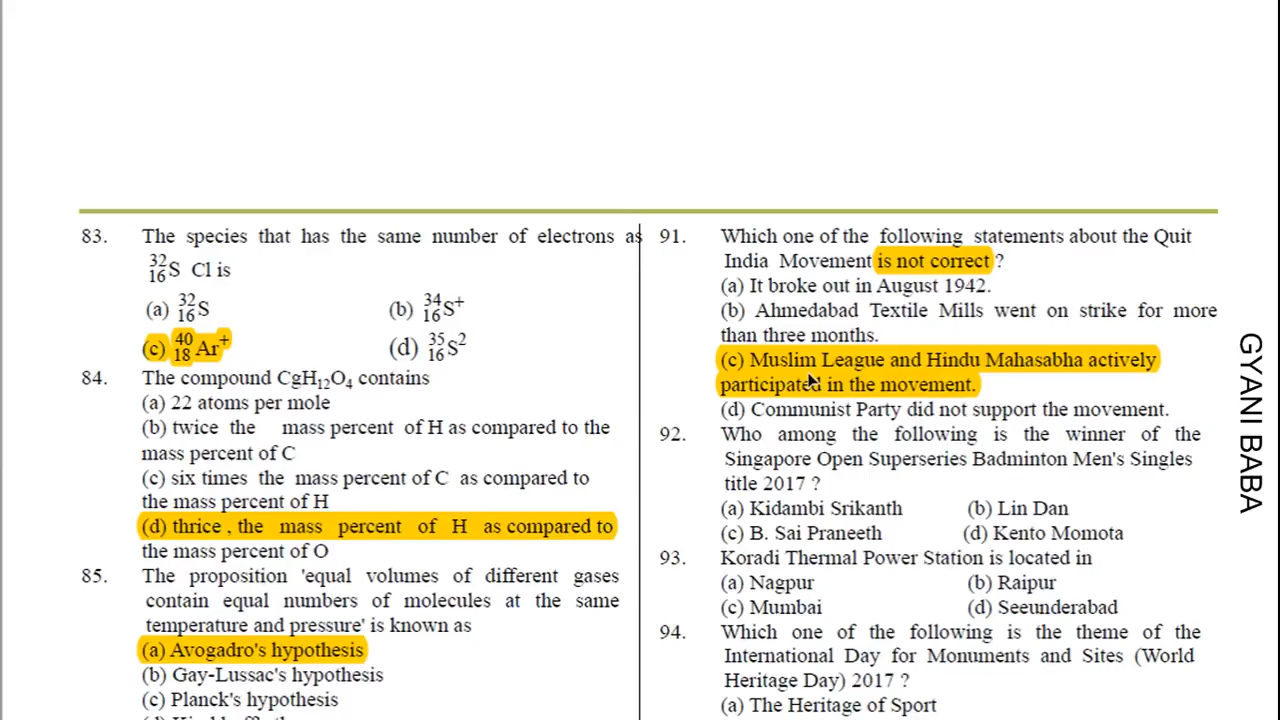 83. The species that has the same number of electrons as
³²₁₆S Cl is
(a) ³²₁₆S (b) ³⁴₁₆S⁺
(c) ⁴⁰₁₈Ar⁺ (d) ³⁵₁₆S²
84. The compound CgH₁₂O₄ contains
(a) 22 atoms per mole
(b) twice the mass percent of H as compared to the
mass percent of C
(c) six times the mass percent of C as compared to
the mass percent of H
(d) thrice , the mass percent of H as compared to
the mass percent of O
85. The proposition 'equal volumes of different gases
contain equal numbers of molecules at the same
temperature and pressure' is known as
(a) Avogadro's hypothesis
(b) Gay-Lussac's hypothesis
(c) Planck's hypothesis
91. Which one of the following statements about the Quit
India Movement is not correct ?
(a) It broke out in August 1942.
(b) Ahmedabad Textile Mills went on strike for more
than three months.
(c) Muslim League and Hindu Mahasabha actively
participated in the movement.
(d) Communist Party did not support the movement.
92. Who among the following is the winner of the
Singapore Open Superseries Badminton Men's Singles
title 2017 ?
(a) Kidambi Srikanth (b) Lin Dan
(c) B. Sai Praneeth (d) Kento Momota
93. Koradi Thermal Power Station is located in
(a) Nagpur (b) Raipur
(c) Mumbai (d) Seeunderabad
94. Which one of the following is the theme of the
International Day for Monuments and Sites (World
Heritage Day) 2017 ?
(a) The Heritage of Sport
GYANI BABA